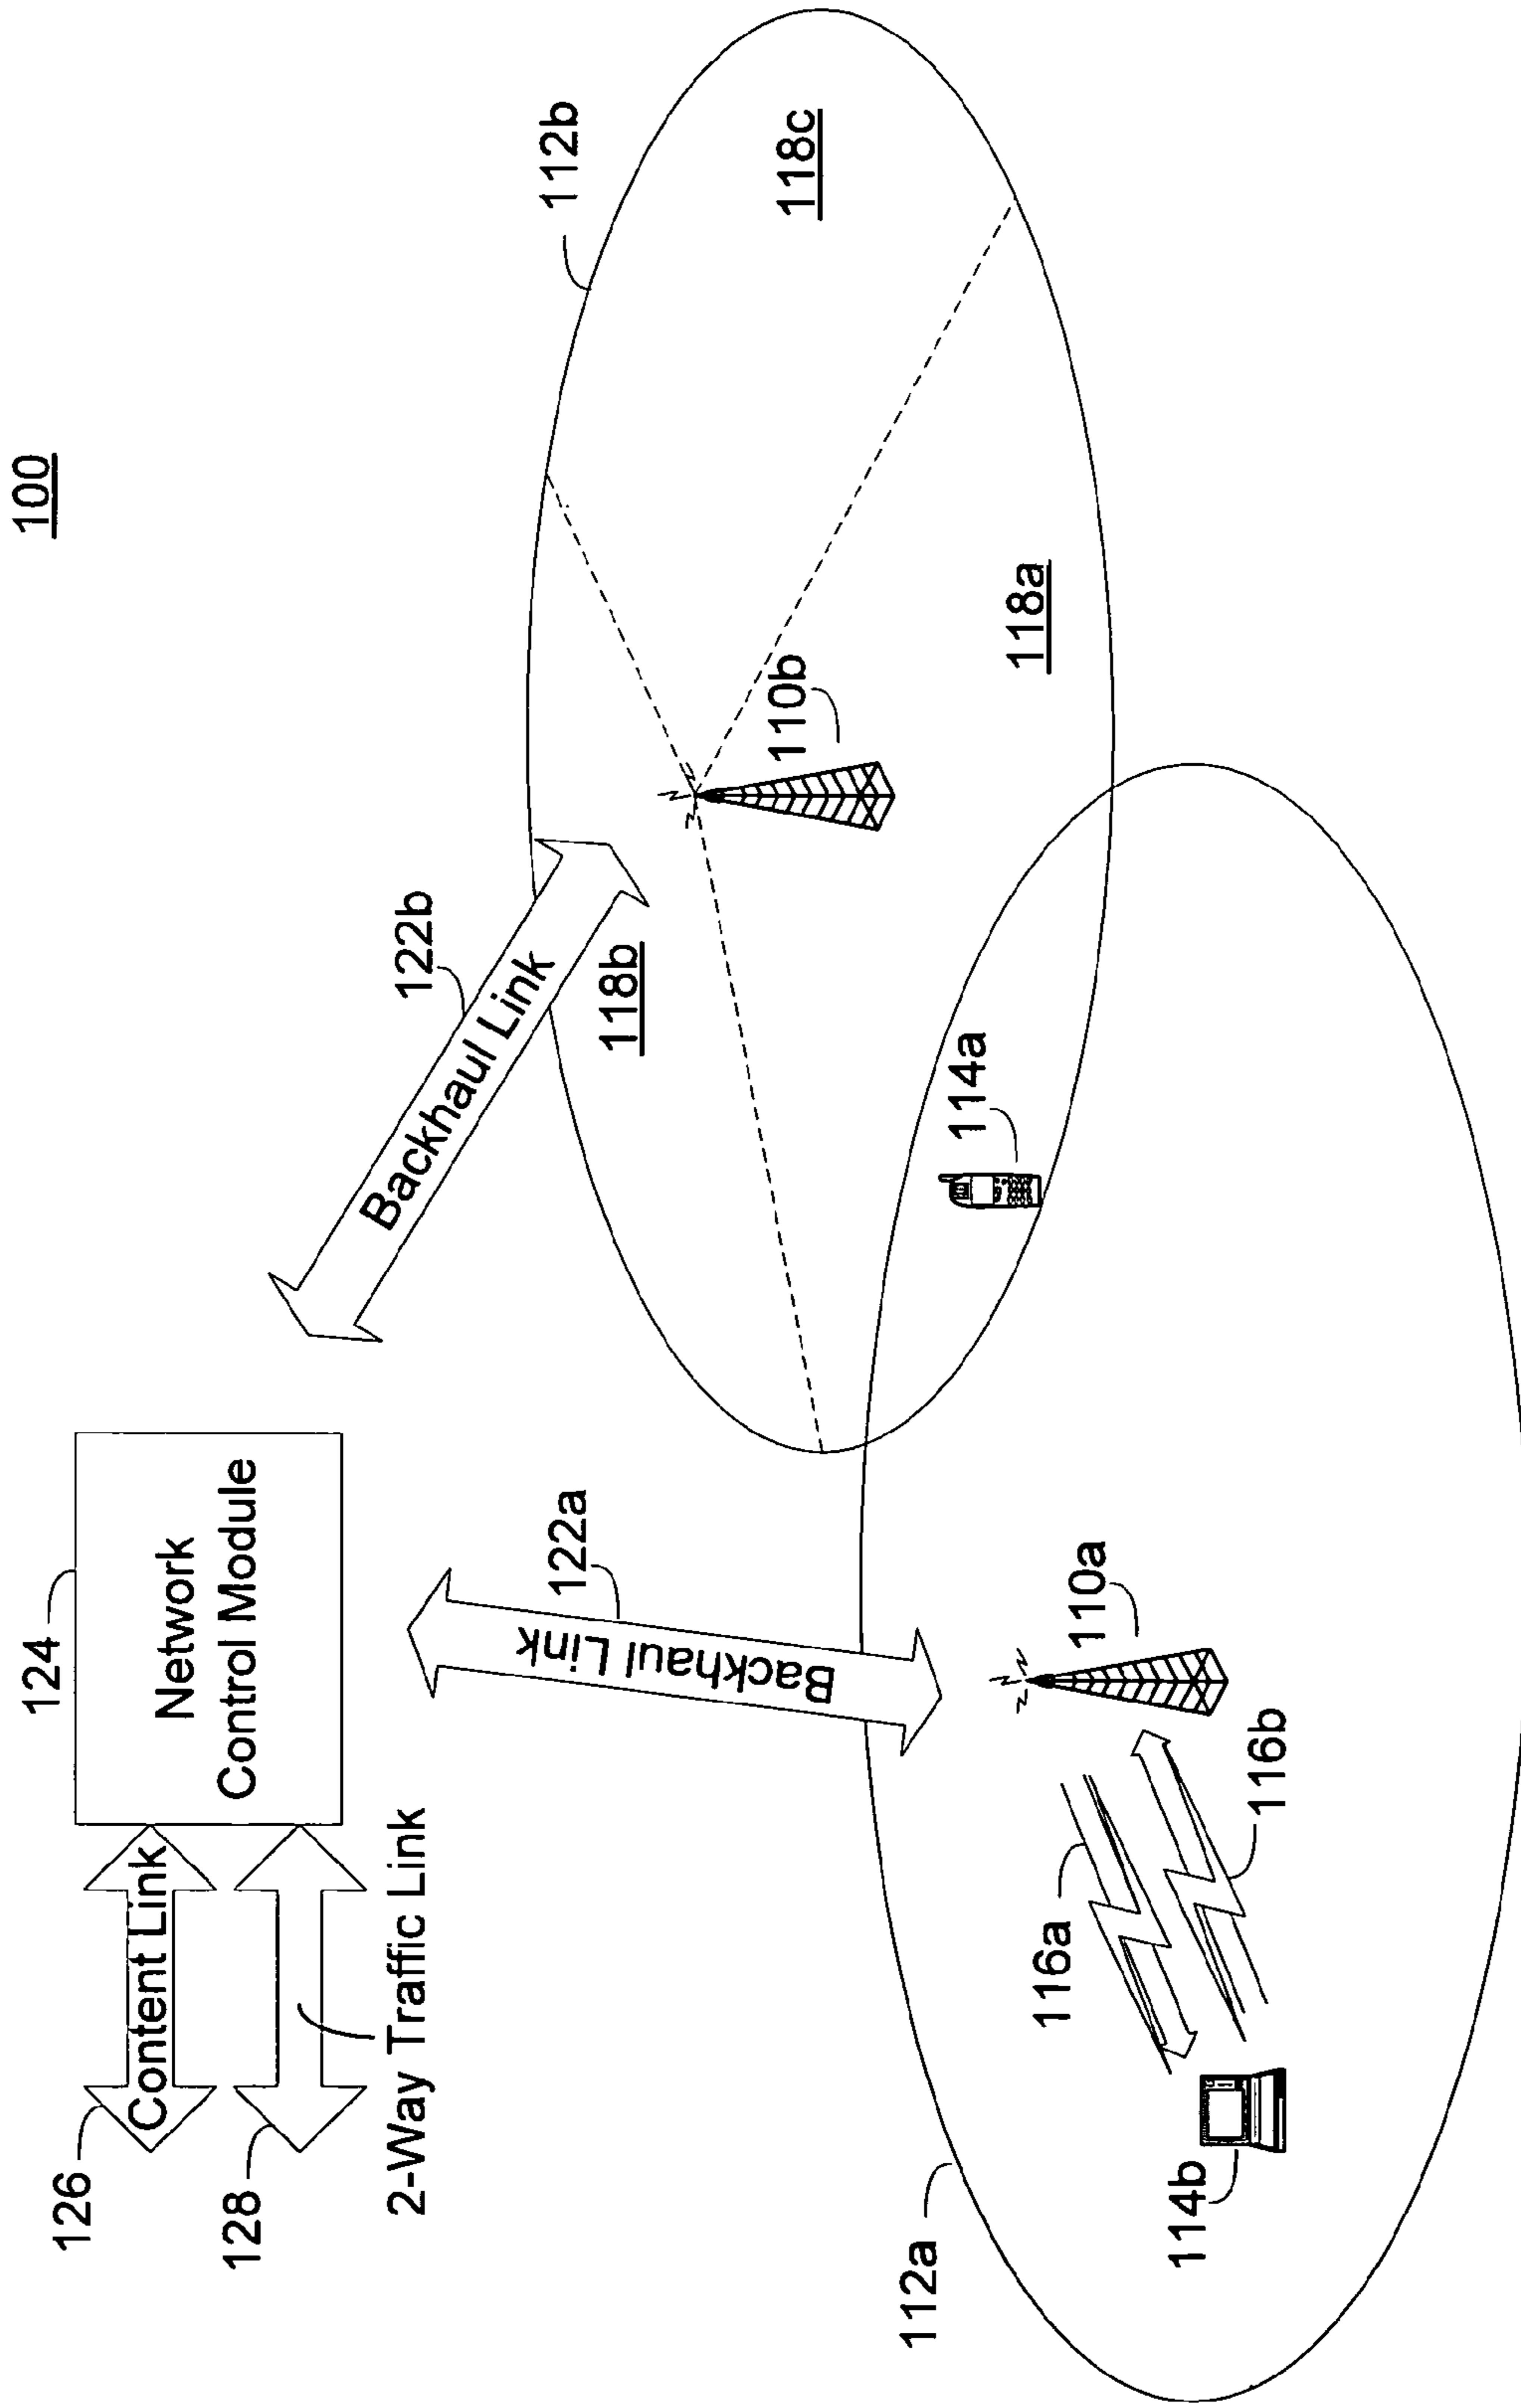 100
124
Network
Control Module
126
Content Link
128
2-Way Traffic Link
122b
Backhaul Link
122a
Backhaul Link
112b
118c
118b
110b
118a
114a
110a
112a
116a
116b
114b